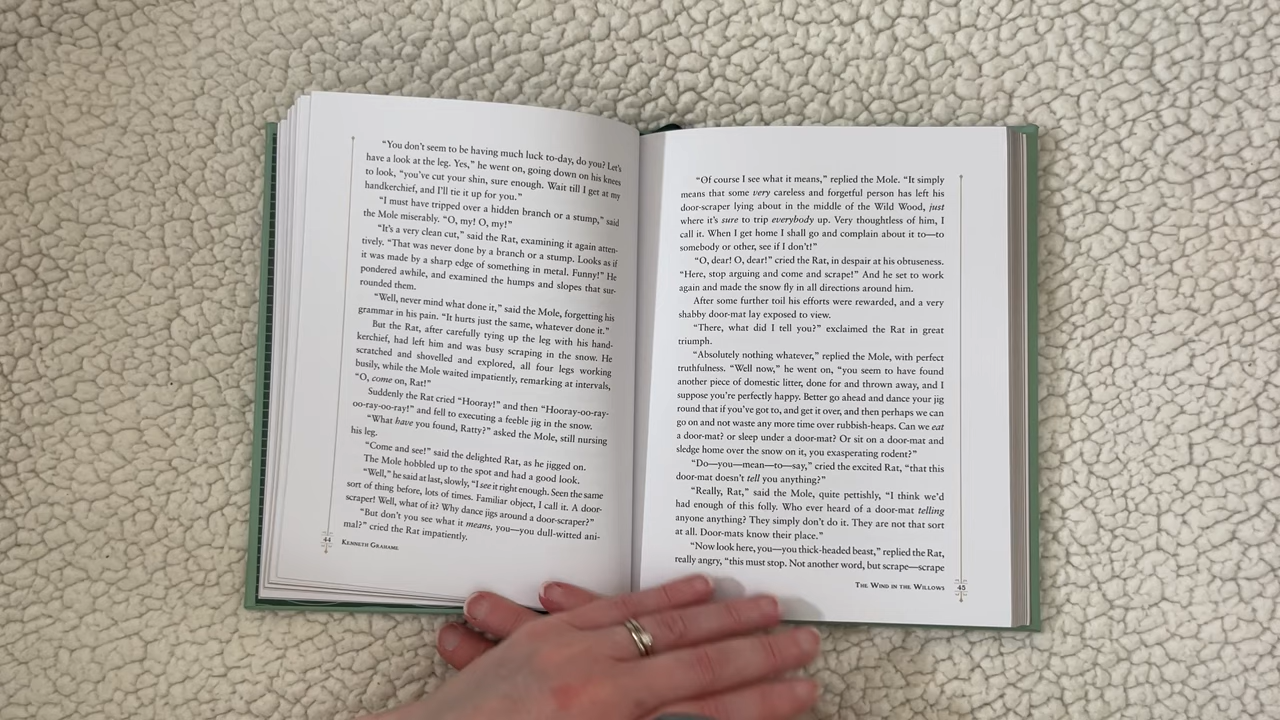 “You don’t seem to be having much luck to-day, do you? Let’s
have a look at the leg. Yes,” he went on, going down on his knees
to look, “you’ve cut your shin, sure enough. Wait till I get at my
handkerchief, and I’ll tie it up for you.”
“I must have tripped over a hidden branch or a stump,” said
the Mole miserably. “O, my! O, my!”
“It’s a very clean cut,” said the Rat, examining it again atten-
tively. “That was never done by a branch or a stump. Looks as if
it was made by a sharp edge of something in metal. Funny!” He
pondered awhile, and examined the humps and slopes that sur-
rounded them.
“Well, never mind what done it,” said the Mole, forgetting his
grammar in his pain. “It hurts just the same, whatever done it.”
But the Rat, after carefully tying up the leg with his hand-
kerchief, had left him and was busy scraping in the snow. He
scratched and shovelled and explored, all four legs working
busily, while the Mole waited impatiently, remarking at intervals,
“O, come on, Rat!”
Suddenly the Rat cried “Hooray!” and then “Hooray-oo-ray-
oo-ray-oo-ray!” and fell to executing a feeble jig in the snow.
“What have you found, Ratty?” asked the Mole, still nursing
his leg.
“Come and see!” said the delighted Rat, as he jigged on.
The Mole hobbled up to the spot and had a good look.
“Well,” he said at last, slowly, “I see it right enough. Seen the same
sort of thing before, lots of times. Familiar object, I call it. A door-
scraper! Well, what of it? Why dance jigs around a door-scraper?”
“But don’t you see what it means, you—you dull-witted ani-
mal?” cried the Rat impatiently.
44
Kenneth Grahame
“Of course I see what it means,” replied the Mole. “It simply
means that some very careless and forgetful person has left his
door-scraper lying about in the middle of the Wild Wood, just
where it’s sure to trip everybody up. Very thoughtless of him, I
call it. When I get home I shall go and complain about it to—to
somebody or other, see if I don’t!”
“O, dear! O, dear!” cried the Rat, in despair at his obtuseness.
“Here, stop arguing and come and scrape!” And he set to work
again and made the snow fly in all directions around him.
After some further toil his efforts were rewarded, and a very
shabby door-mat lay exposed to view.
“There, what did I tell you?” exclaimed the Rat in great
triumph.
“Absolutely nothing whatever,” replied the Mole, with perfect
truthfulness. “Well now,” he went on, “you seem to have found
another piece of domestic litter, done for and thrown away, and I
suppose you’re perfectly happy. Better go ahead and dance your jig
round that if you’ve got to, and get it over, and then perhaps we can
go on and not waste any more time over rubbish-heaps. Can we eat
a door-mat? or sleep under a door-mat? Or sit on a door-mat and
sledge home over the snow on it, you exasperating rodent?”
“Do—you—mean—to—say,” cried the excited Rat, “that this
door-mat doesn’t tell you anything?”
“Really, Rat,” said the Mole, quite pettishly, “I think we’d
had enough of this folly. Who ever heard of a door-mat telling
anyone anything? They simply don’t do it. They are not that sort
at all. Door-mats know their place.”
“Now look here, you—you thick-headed beast,” replied the Rat,
really angry, “this must stop. Not another word, but scrape—scrape
The Wind in the Willows
45